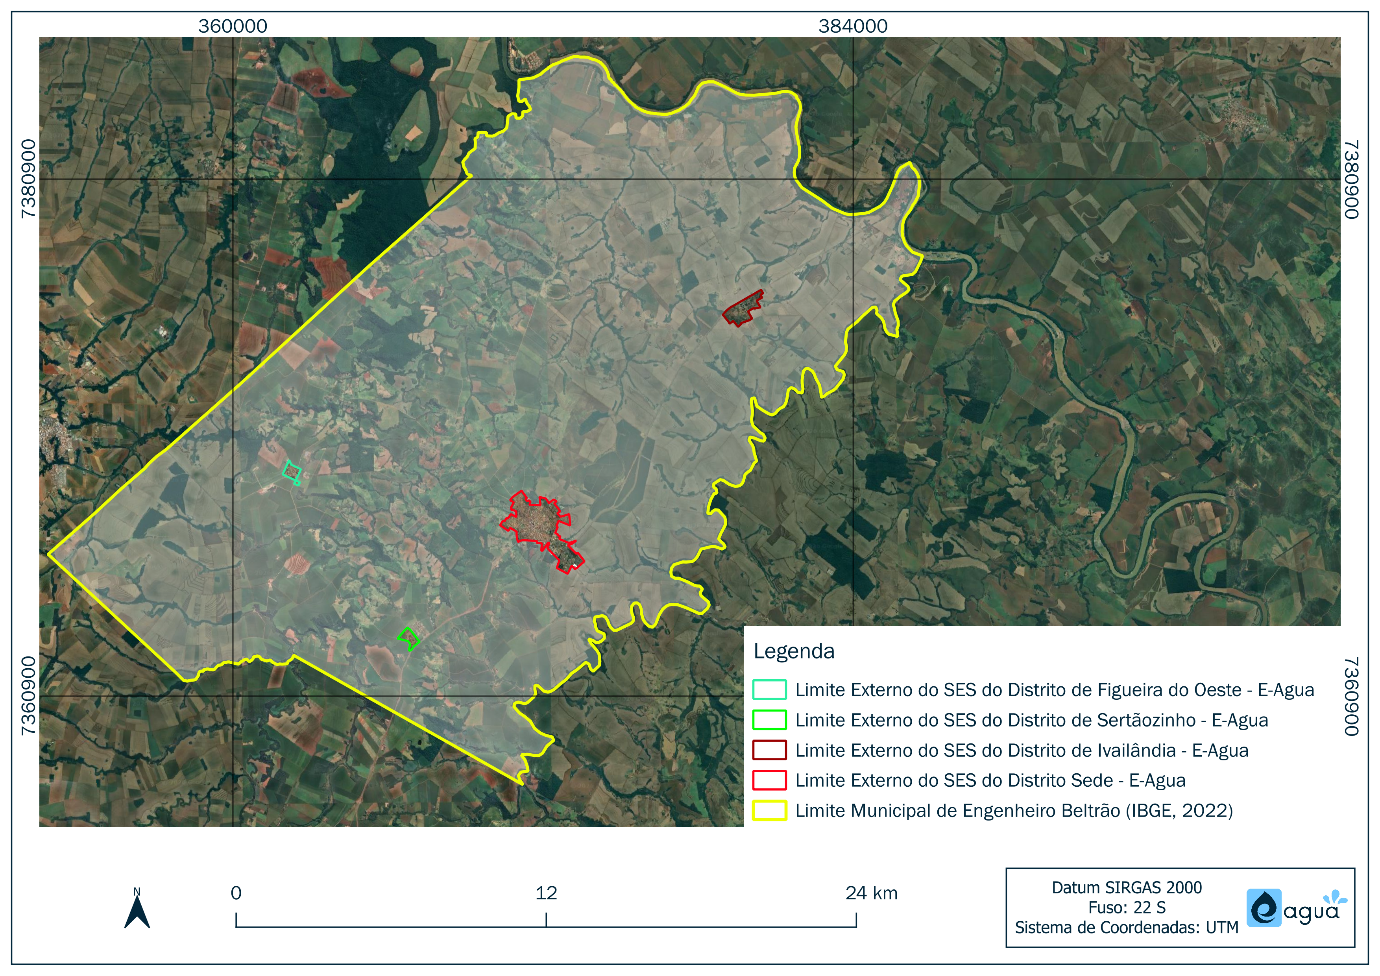 360000
384000
7380900
7380900
7360900
7360900
Legenda
Limite Externo do SES do Distrito de Figueira do Oeste - E-Agua
Limite Externo do SES do Distrito de Sertãozinho - E-Agua
Limite Externo do SES do Distrito de Ivailândia - E-Agua
Limite Externo do SES do Distrito Sede - E-Agua
Limite Municipal de Engenheiro Beltrão (IBGE, 2022)
N
0
12
24 km
Datum SIRGAS 2000
Fuso: 22 S
Sistema de Coordenadas: UTM
e agua